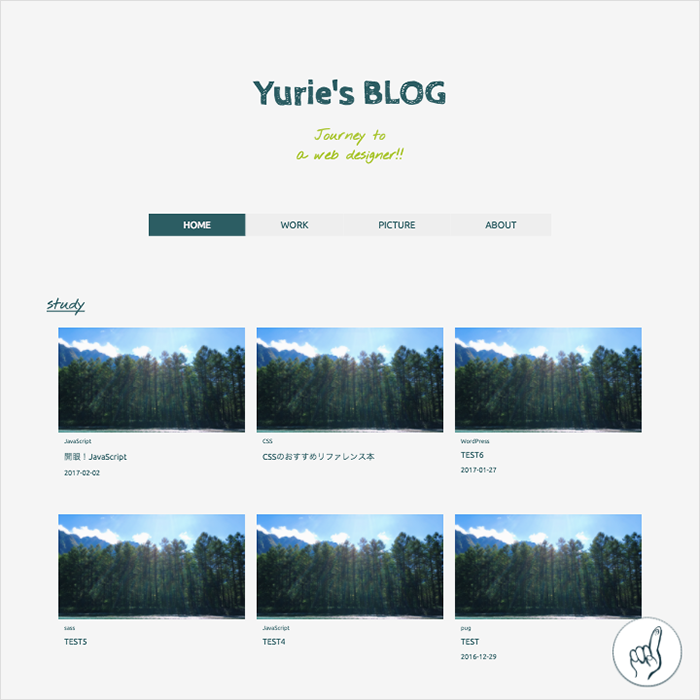 Yurie's BLOG
Journey to
a web designer!!
HOME WORK PICTURE ABOUT
study
JavaScript CSS WordPress
開眼！JavaScript CSSのおすすめリファレンス本 TEST6
2017-02-02 2017-01-27
sass JavaScript pug
TEST5 TEST4 TEST
2016-12-29